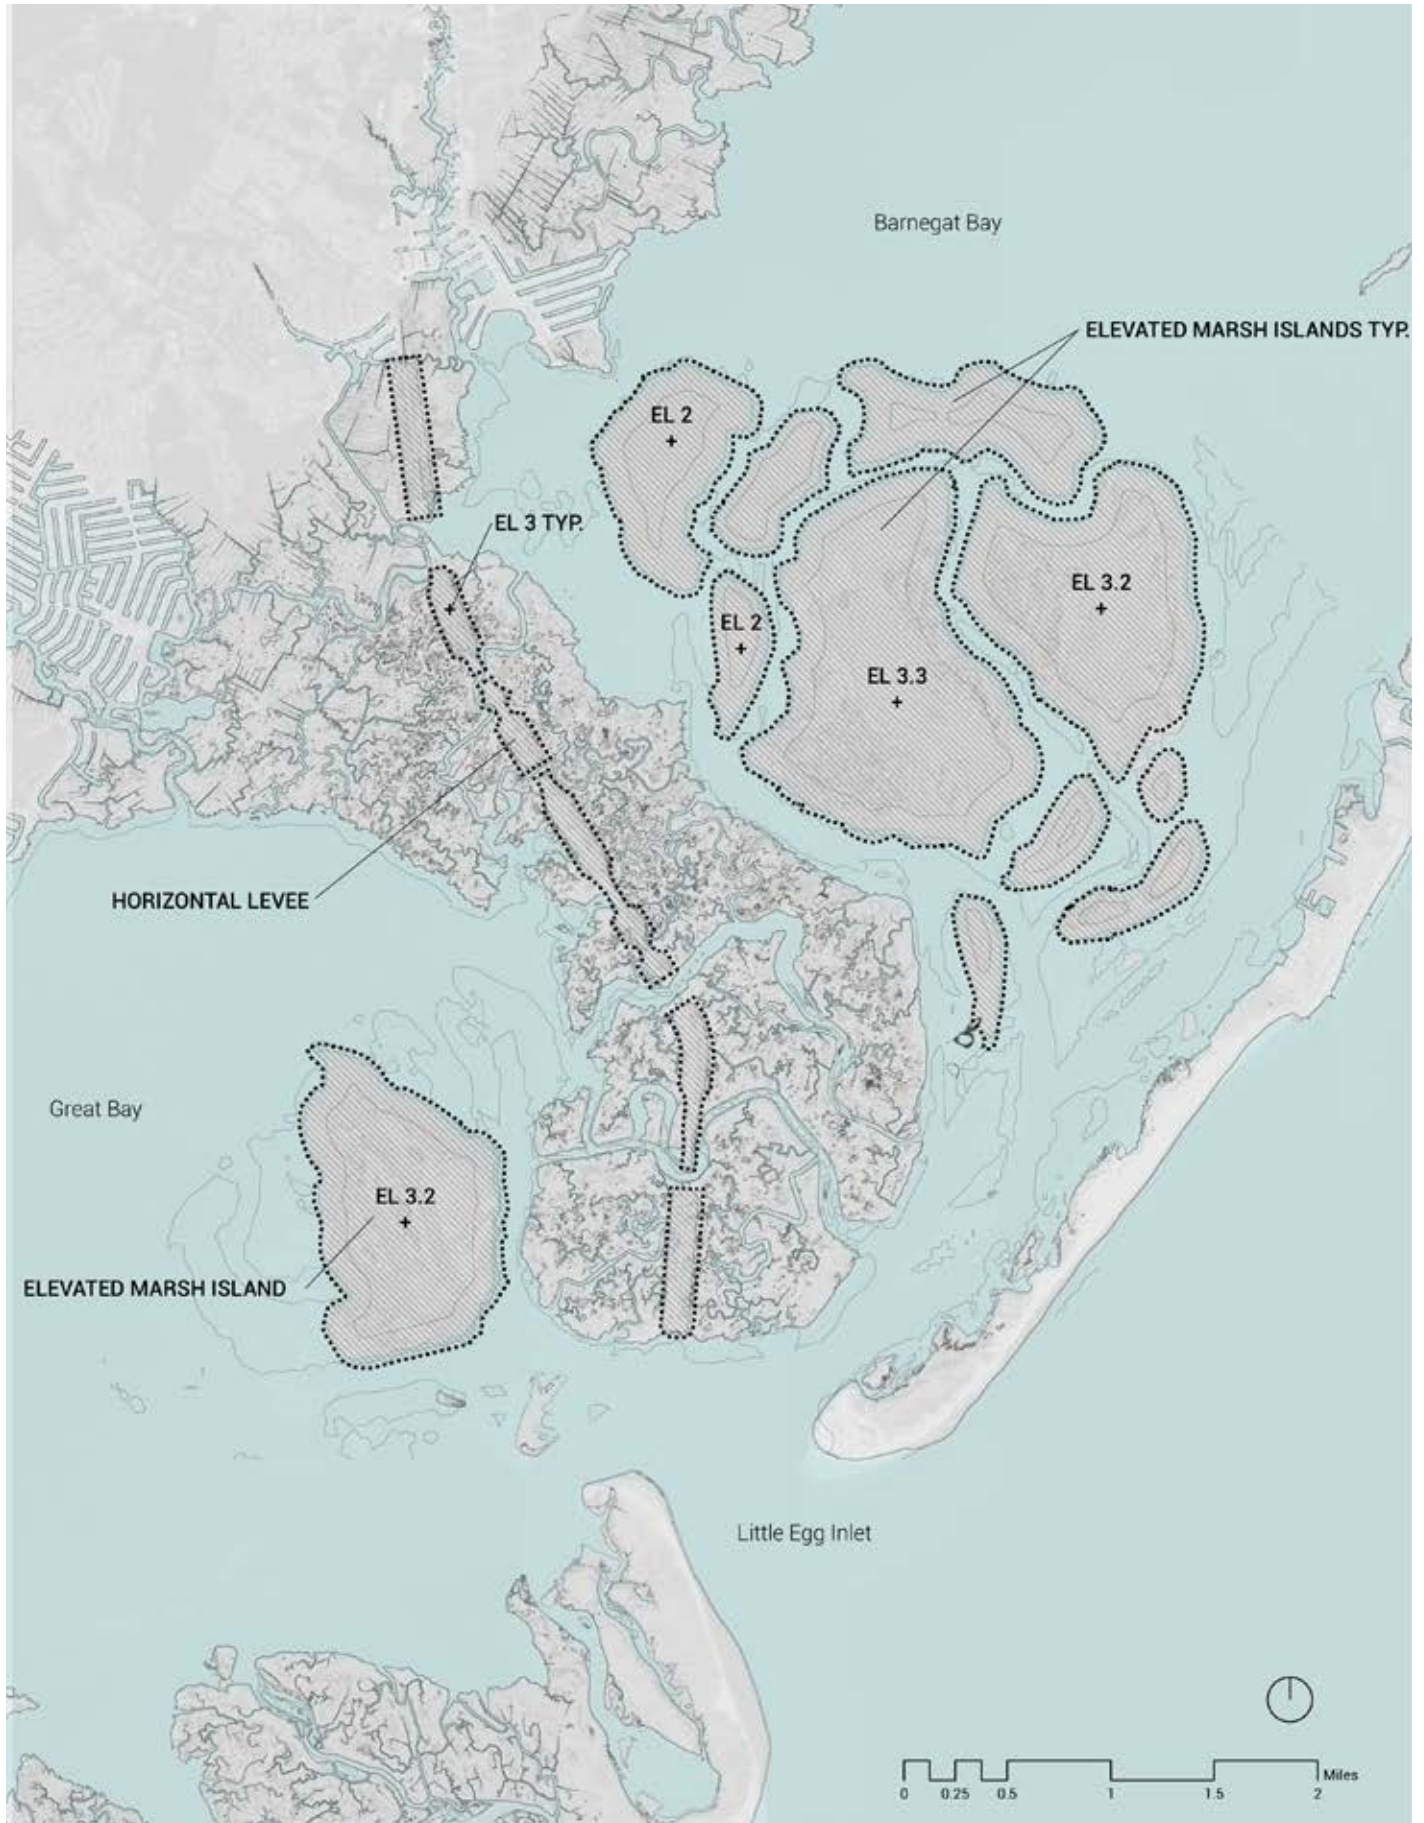 Barnegat Bay
ELEVATED MARSH ISLANDS TYP.
EL 2
EL 3 TYP.
EL 3.2
EL 2
EL 3.3
HORIZONTAL LEVEE
Great Bay
EL 3.2
ELEVATED MARSH ISLAND
Little Egg Inlet
Miles
0 0.25 0.5 1 1.5 2